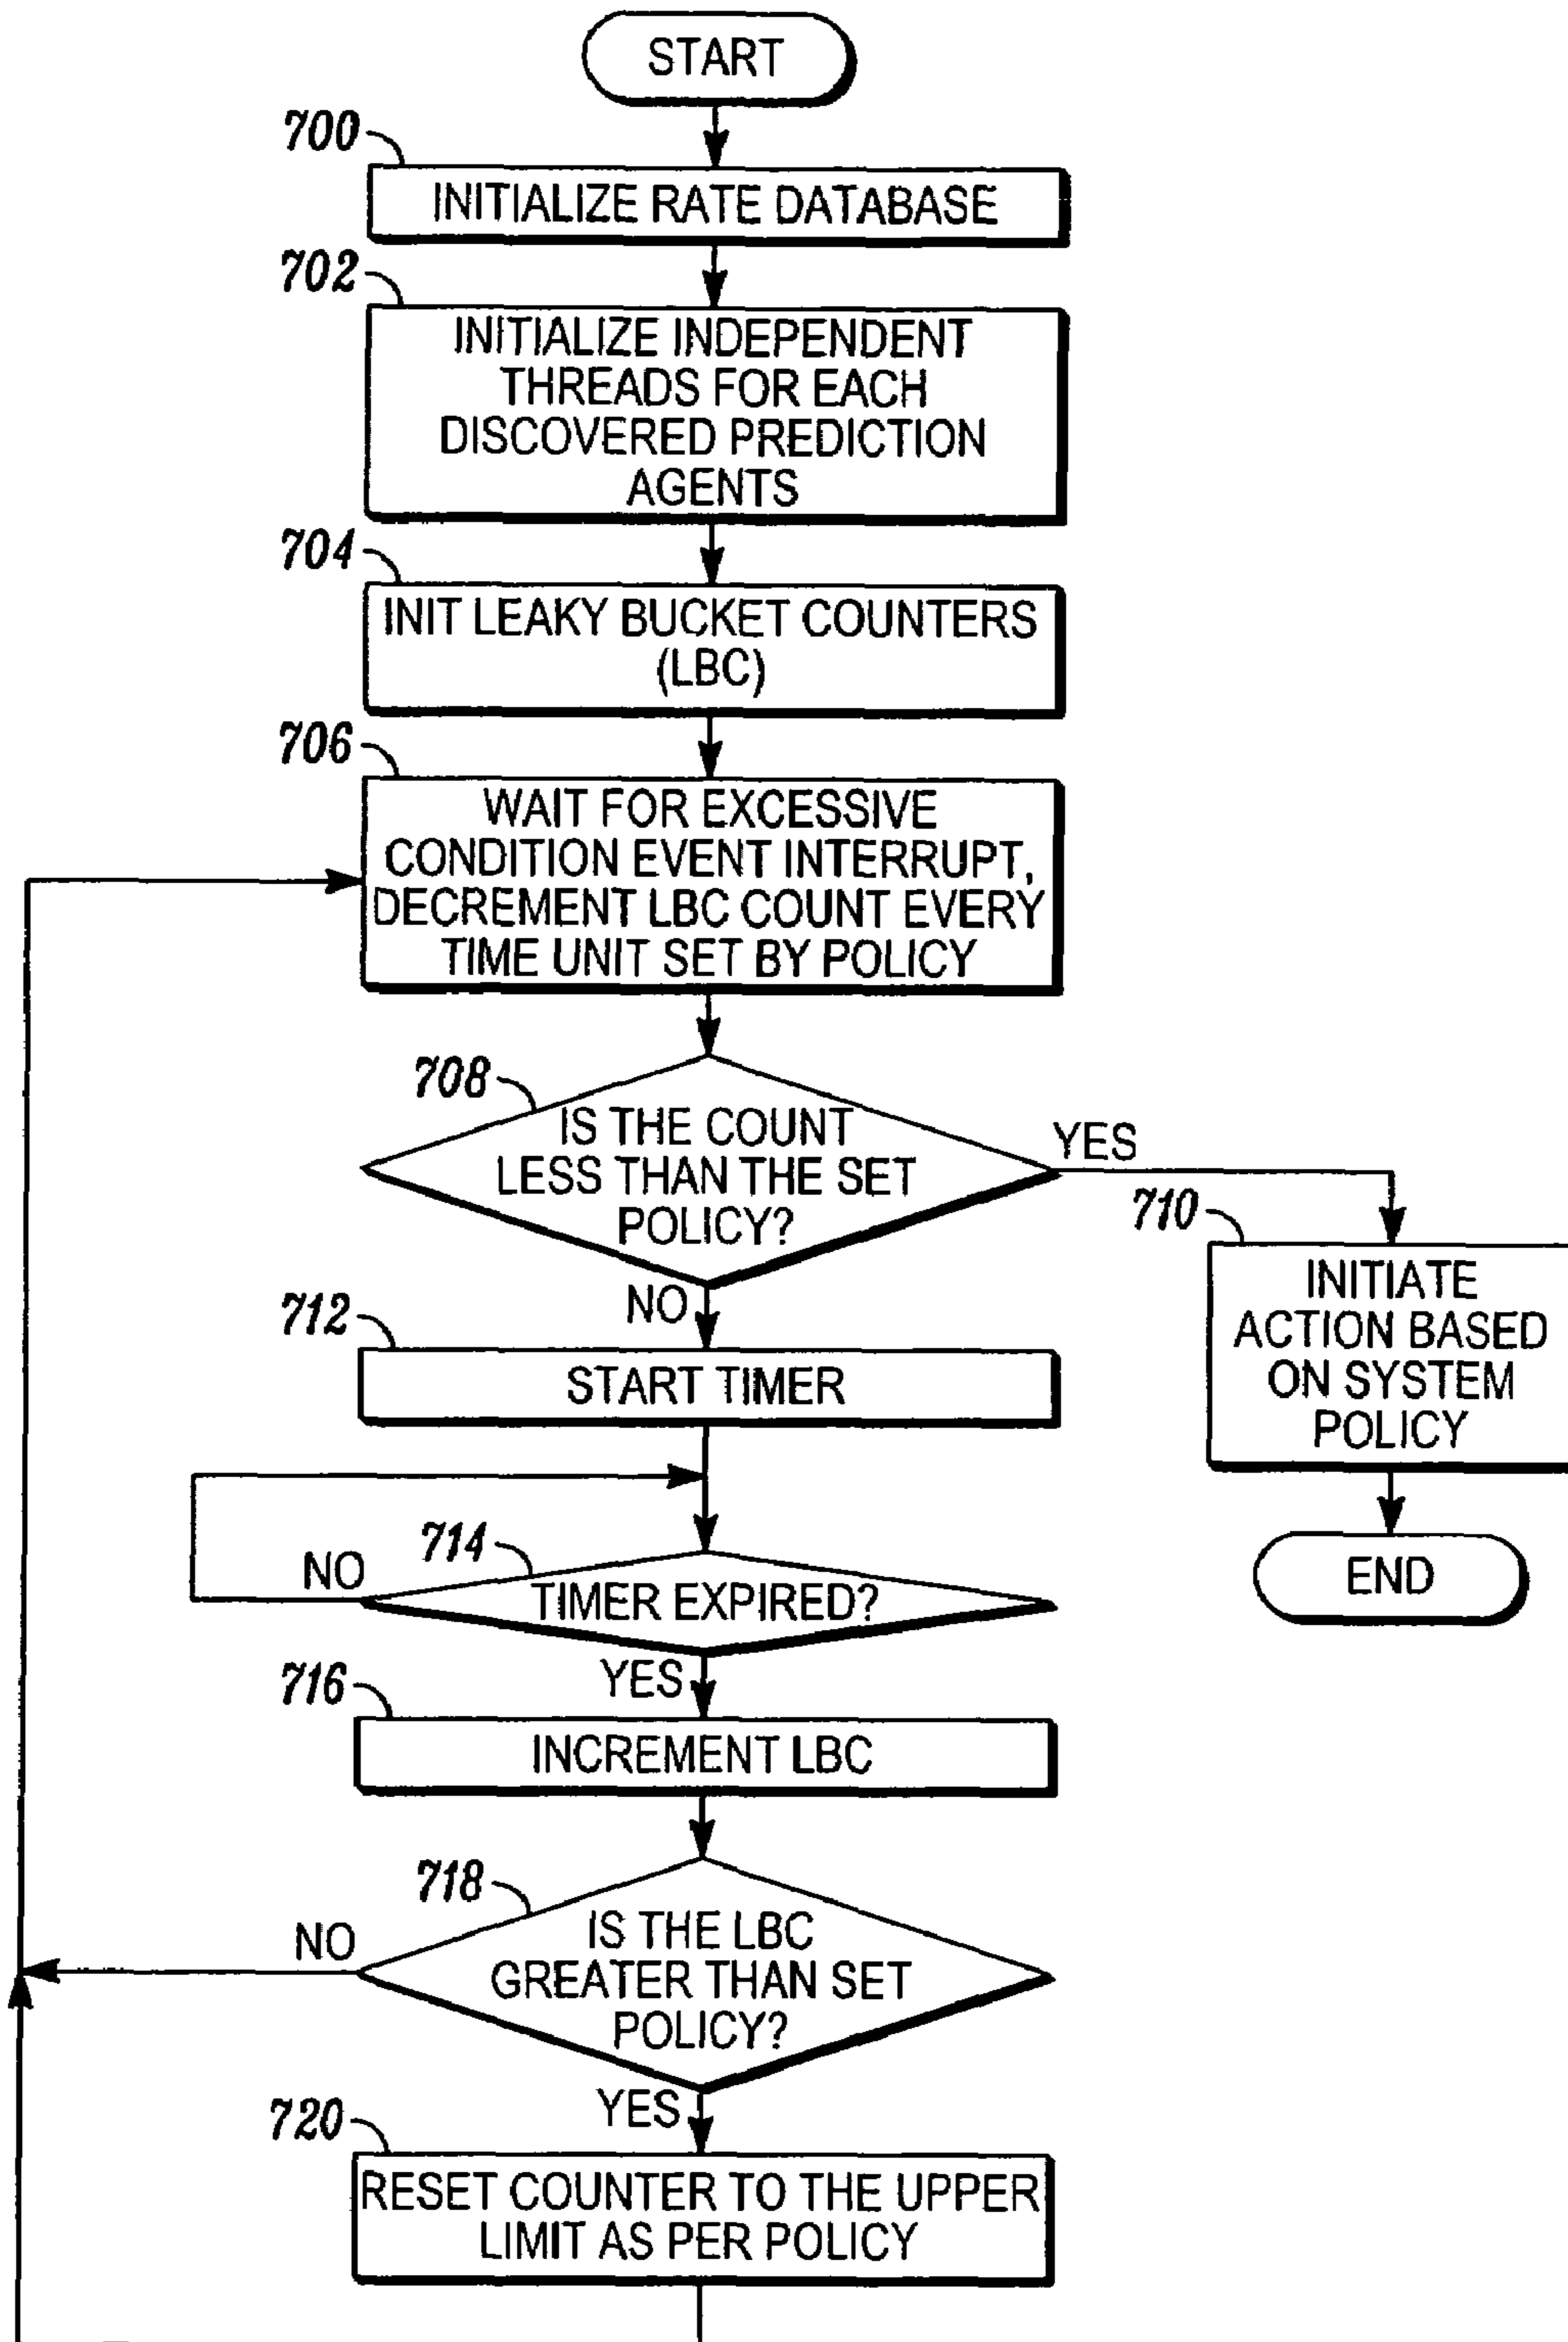 START
700
INITIALIZE RATE DATABASE
702
INITIALIZE INDEPENDENT
THREADS FOR EACH
DISCOVERED PREDICTION
AGENTS
704
INIT LEAKY BUCKET COUNTERS
(LBC)
706
WAIT FOR EXCESSIVE
CONDITION EVENT INTERRUPT,
DECREMENT LBC COUNT EVERY
TIME UNIT SET BY POLICY
708
IS THE COUNT
LESS THAN THE SET
POLICY?
YES
710
INITIATE
ACTION BASED
ON SYSTEM
POLICY
END
NO
712
START TIMER
714
NO
TIMER EXPIRED?
YES
716
INCREMENT LBC
718
NO
IS THE LBC
GREATER THAN SET
POLICY?
YES
720
RESET COUNTER TO THE UPPER
LIMIT AS PER POLICY